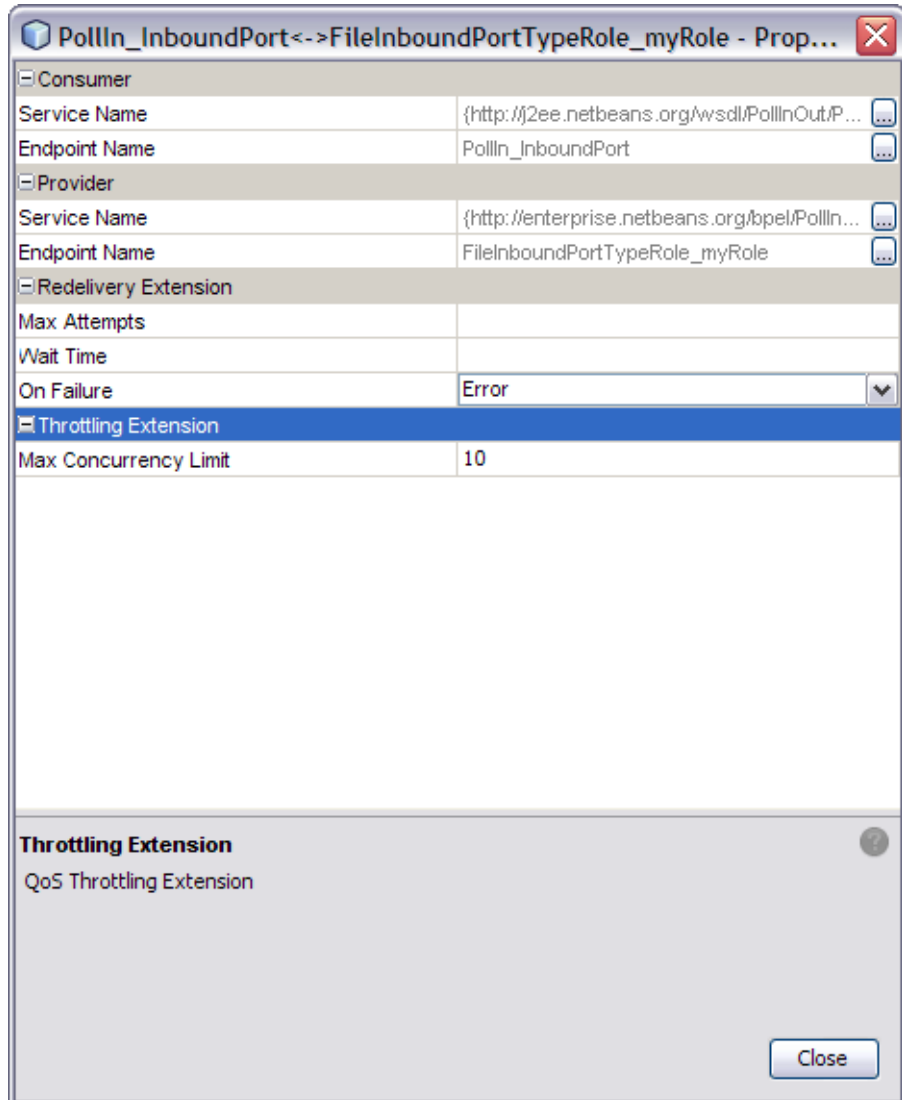 PollIn_InboundPort<->FileInboundPortTypeRole_myRole - Prop...
Consumer
Service Name {http://j2ee.netbeans.org/wsdl/PollInOut/P... ...
Endpoint Name PollIn_InboundPort ...
Provider
Service Name {http://enterprise.netbeans.org/bpel/PollIn... ...
Endpoint Name FileInboundPortTypeRole_myRole ...
Redelivery Extension
Max Attempts
Wait Time
On Failure Error
Throttling Extension
Max Concurrency Limit 10
Throttling Extension ?
QoS Throttling Extension
Close